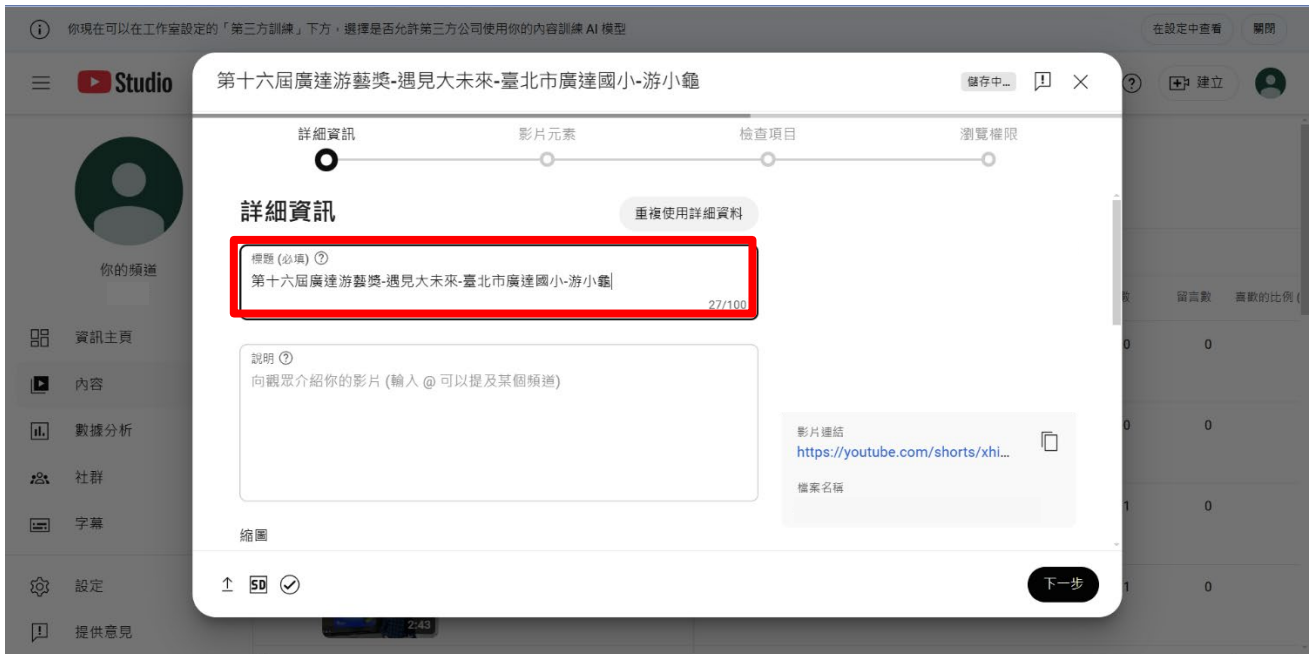 你現在可以在工作室設定的「第三方訓練」下方，選擇是否允許第三方公司使用你的內容訓練 AI 模型
在設定中查看
關閉
Studio
建立
第十六屆廣達游藝獎-遇見大未來-臺北市廣達國小-游小龜
儲存中...
詳細資訊
影片元素
檢查項目
瀏覽權限
詳細資訊
重複使用詳細資料
標題 (必填)
第十六屆廣達游藝獎-遇見大未來-臺北市廣達國小-游小龜
27/100
說明
向觀眾介紹你的影片 (輸入 @ 可以提及某個頻道)
影片連結
https://youtube.com/shorts/xhi...
檔案名稱
縮圖
SD
下一步
你的頻道
資訊主頁
內容
數據分析
社群
字幕
設定
提供意見
留言數
喜歡的比例 (
0
0
0
0
1
0
1
0
2:43